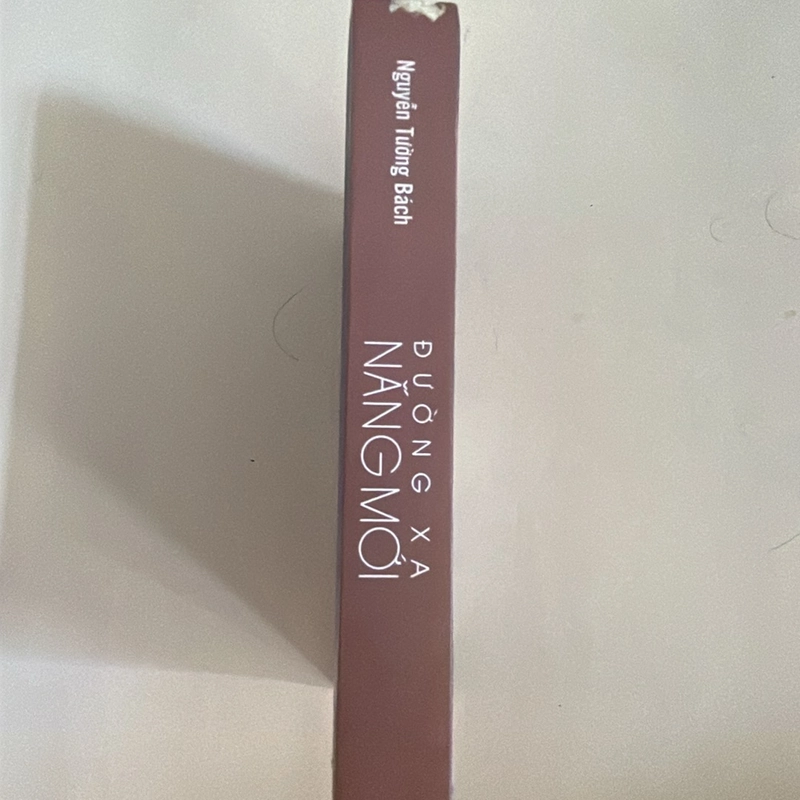 Nguyễn Tường Bách
ĐƯỜNG XA
NẮNG MỚI